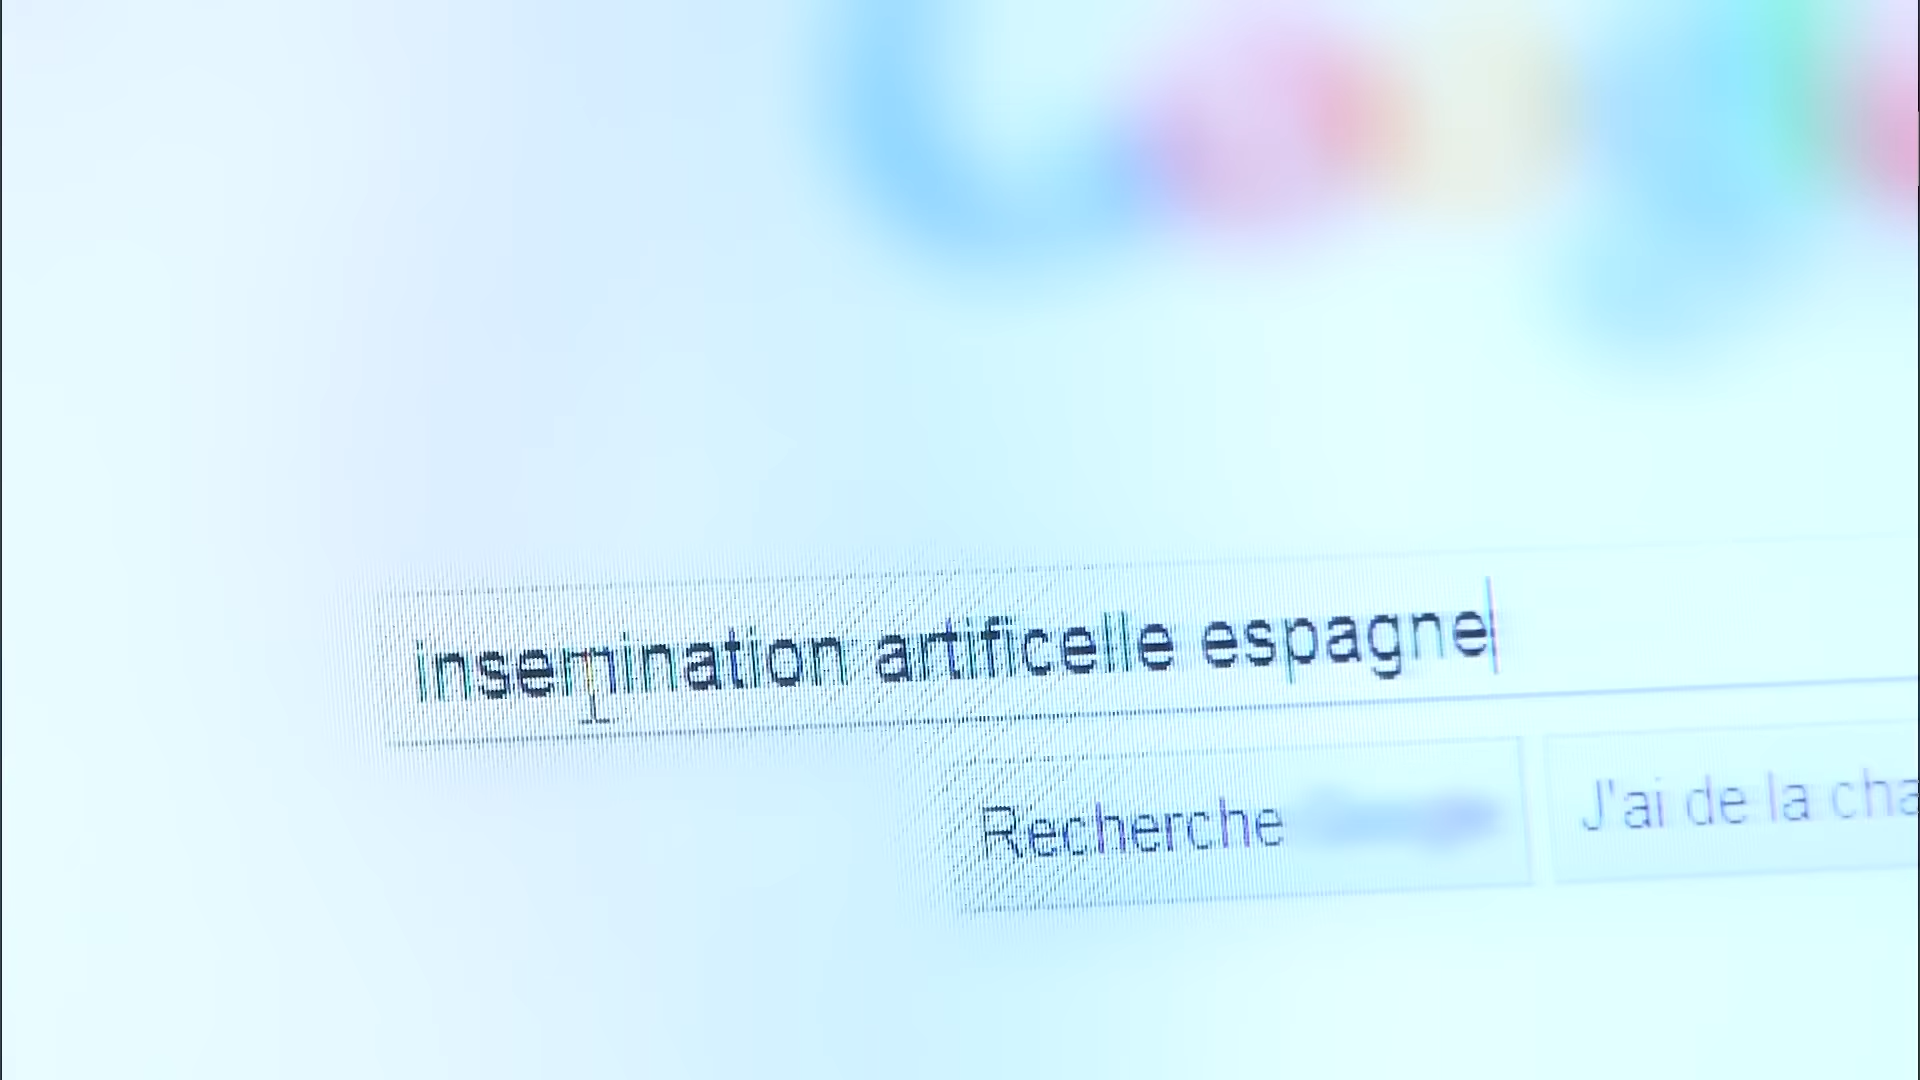 insemination artificelle espagne
Recherche
J'ai de la cha